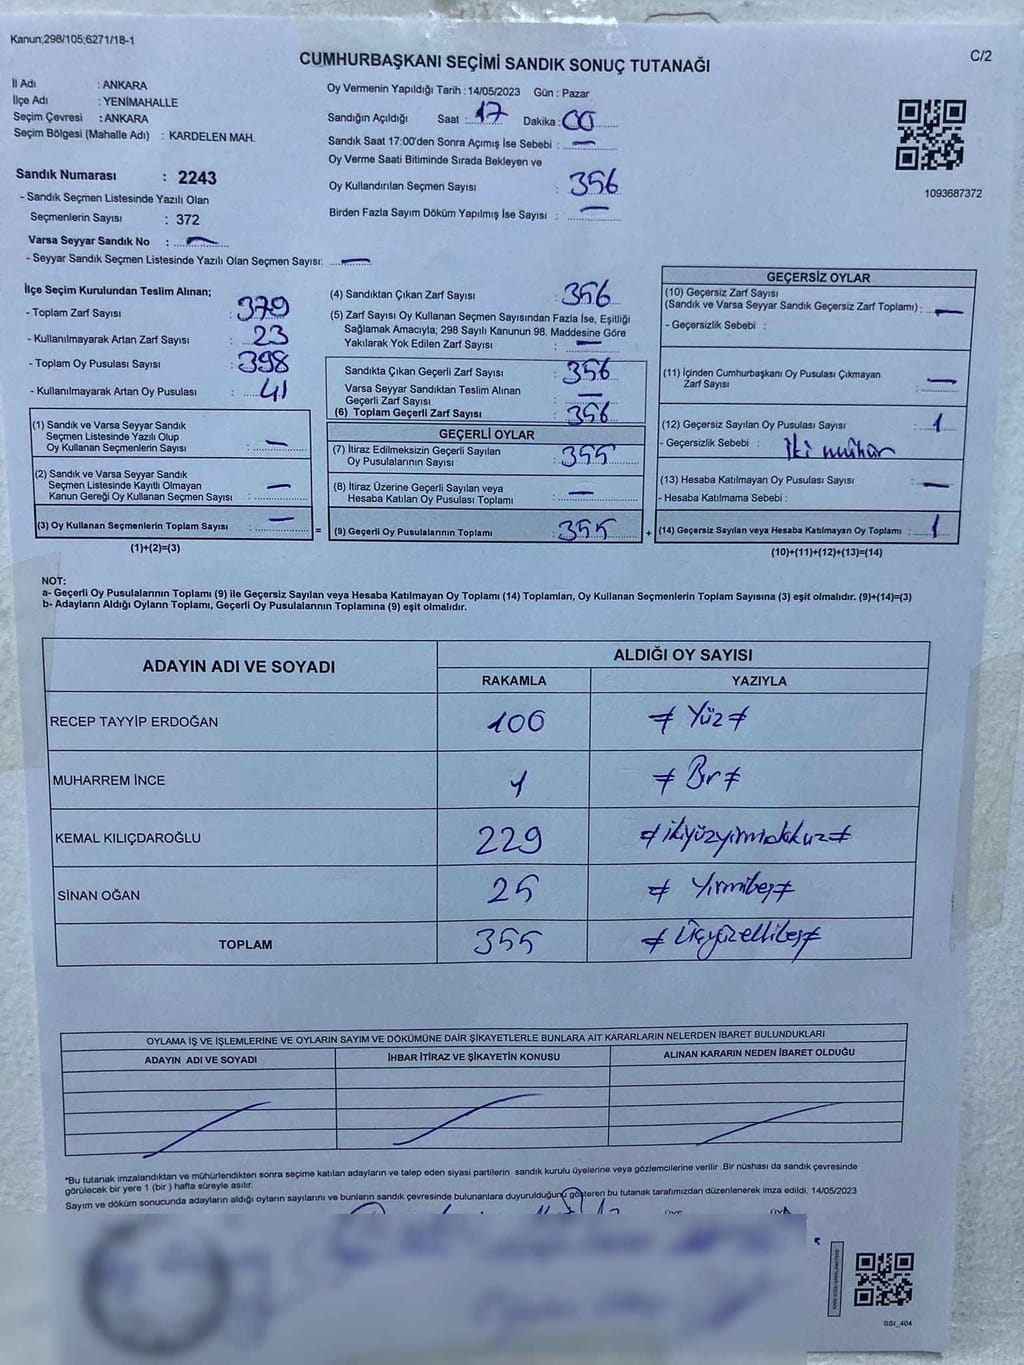 Kanun;298/105;6271/18-1
C/2
CUMHURBAŞKANI SEÇİMİ SANDIK SONUÇ TUTANAĞI
İl Adı : ANKARA
İlçe Adı : YENİMAHALLE
Seçim Çevresi : ANKARA
Seçim Bölgesi (Mahalle Adı) : KARDELEN MAH.
Sandık Numarası : 2243
- Sandık Seçmen Listesinde Yazılı Olan
Seçmenlerin Sayısı : 372
Varsa Seyyar Sandık No : —
- Seyyar Sandık Seçmen Listesinde Yazılı Olan Seçmen Sayısı: —
Oy Vermenin Yapıldığı Tarih : 14/05/2023 Gün : Pazar
Sandığın Açıldığı Saat : 17 Dakika : 00
Sandık Saat 17:00'den Sonra Açımış İse Sebebi : —
Oy Verme Saati Bitiminde Sırada Bekleyen ve
Oy Kullandırılan Seçmen Sayısı : 356
Birden Fazla Sayım Döküm Yapılmış İse Sayısı : —
1093687372
İlçe Seçim Kurulundan Teslim Alınan;
- Toplam Zarf Sayısı : 379
- Kullanılmayarak Artan Zarf Sayısı : 23
- Toplam Oy Pusulası Sayısı : 398
- Kullanılmayarak Artan Oy Pusulası : 41
(1) Sandık ve Varsa Seyyar Sandık
Seçmen Listesinde Yazılı Olup
Oy Kullanan Seçmenlerin Sayısı : —
(2) Sandık ve Varsa Seyyar Sandık
Seçmen Listesinde Kayıtlı Olmayan
Kanun Gereği Oy Kullanan Seçmen Sayısı : —
(3) Oy Kullanan Seçmenlerin Toplam Sayısı : —
(1)+(2)=(3)
(4) Sandıktan Çıkan Zarf Sayısı : 356
(5) Zarf Sayısı Oy Kullanan Seçmen Sayısından Fazla İse, Eşitliği
Sağlamak Amacıyla; 298 Sayılı Kanunun 98. Maddesine Göre
Yakılarak Yok Edilen Zarf Sayısı : —
Sandıkta Çıkan Geçerli Zarf Sayısı : 356
Varsa Seyyar Sandıktan Teslim Alınan
Geçerli Zarf Sayısı : —
(6) Toplam Geçerli Zarf Sayısı : 356
GEÇERLİ OYLAR
(7) İtiraz Edilmeksizin Geçerli Sayılan
Oy Pusulalarının Sayısı : 355
(8) İtiraz Üzerine Geçerli Sayılan veya
Hesaba Katılan Oy Pusulası Toplamı : —
= (9) Geçerli Oy Pusulalarının Toplamı : 355 +
GEÇERSİZ OYLAR
(10) Geçersiz Zarf Sayısı
(Sandık ve Varsa Seyyar Sandık Geçersiz Zarf Toplamı) : —
- Geçersizlik Sebebi :
(11) İçinden Cumhurbaşkanı Oy Pusulası Çıkmayan
Zarf Sayısı : —
(12) Geçersiz Sayılan Oy Pusulası Sayısı : 1
- Geçersizlik Sebebi : İki mühür
(13) Hesaba Katılmayan Oy Pusulası Sayısı : —
- Hesaba Katılmama Sebebi :
(14) Geçersiz Sayılan veya Hesaba Katılmayan Oy Toplamı : 1
(10)+(11)+(12)+(13)=(14)
NOT:
a- Geçerli Oy Pusulalarının Toplamı (9) ile Geçersiz Sayılan veya Hesaba Katılmayan Oy Toplamı (14) Toplamları, Oy Kullanan Seçmenlerin Toplam Sayısına (3) eşit olmalıdır. (9)+(14)=(3)
b- Adayların Aldığı Oyların Toplamı, Geçerli Oy Pusulalarının Toplamına (9) eşit olmalıdır.
ADAYIN ADI VE SOYADI
ALDIĞI OY SAYISI
RAKAMLA YAZIYLA
RECEP TAYYİP ERDOĞAN 100 ≠ Yüz ≠
MUHARREM İNCE 1 ≠ Bir ≠
KEMAL KILIÇDAROĞLU 229 ≠ ikiyüzyirmidokuz ≠
SİNAN OĞAN 25 ≠ Yirmibeş ≠
TOPLAM 355 ≠ Üçyüzellibeş ≠
OYLAMA İŞ VE İŞLEMLERİNE VE OYLARIN SAYIM VE DÖKÜMÜNE DAİR ŞİKAYETLERLE BUNLARA AİT KARARLARIN NELERDEN İBARET BULUNDUKLARI
ADAYIN ADI VE SOYADI İHBAR İTİRAZ VE ŞİKAYETİN KONUSU ALINAN KARARIN NEDEN İBARET OLDUĞU
*Bu tutanak imzalandıktan ve mühürlendikten sonra seçime katılan adayların ve talep eden siyasi partilerin sandık kurulu üyelerine veya gözlemcilerine verilir .Bir nüshası da sandık çevresinde
görülecek bir yere 1 (bir ) hafta süreyle asılır.
Sayım ve döküm sonucunda adayların aldığı oyların sayılarını ve bunların sandık çevresinde bulunanlara duyurulduğunu gösteren bu tutanak tarafımızdan düzenlenerek imza edildi. 14/05/2023
SSI_404